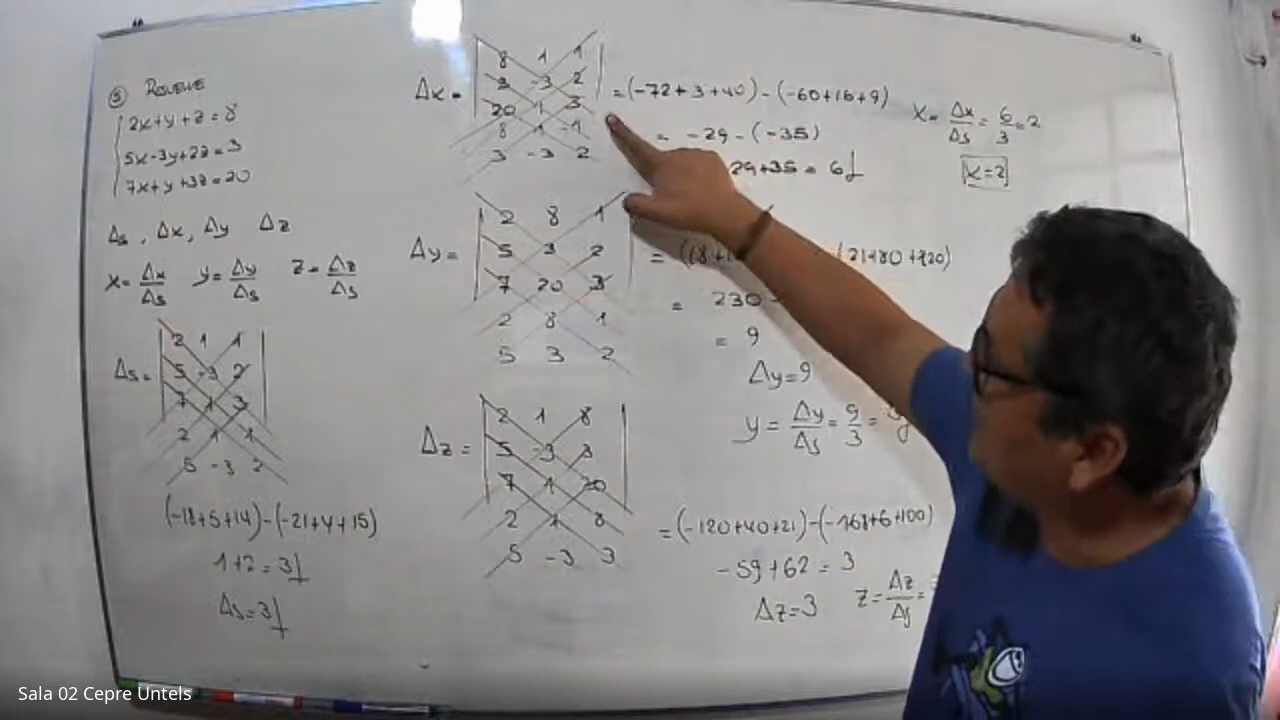 ⑤ RESUELVE
2x+y+z=8
5x-3y+2z=3
7x+y+3z=20
Δs, Δx, Δy Δz
x=Δx/Δs y=Δy/Δs z=Δz/Δs
Δs=
2 1 1
5 -3 2
7 1 3
2 1 1
5 -3 2
(-18+5+14)-(-21+4+15)
1+2=3
Δs=3
Δx=
8 1 1
3 -3 2
20 1 3
8 1 1
3 -3 2
=(-72+3+40)-(-60+16+9)
= -29-(-35)
29+35=6
x=Δx/Δs=6/3=2
x=2
Δy=
2 8 1
5 3 2
7 20 3
2 8 1
5 3 2
=
(21+80+120)
= 230
= 9
Δy=9
y=Δy/Δs=9/3=
Δz=
2 1 8
5 -3 3
7 1 20
2 1 8
5 -3 3
=(-120+40+21)-(-168+6+100)
-59+62=3
Δz=3
z=Δz/Δs=
Sala 02 Cepre Untels